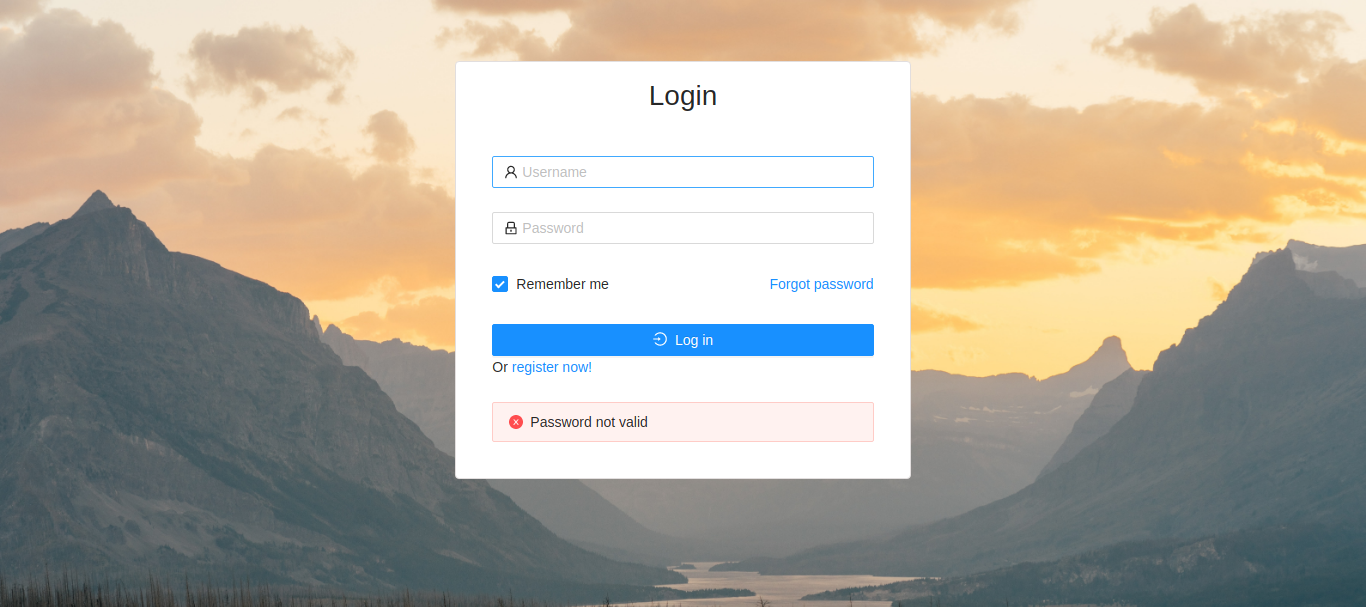 Login
Username
Password
Remember me Forgot password
Log in
Or register now!
Password not valid